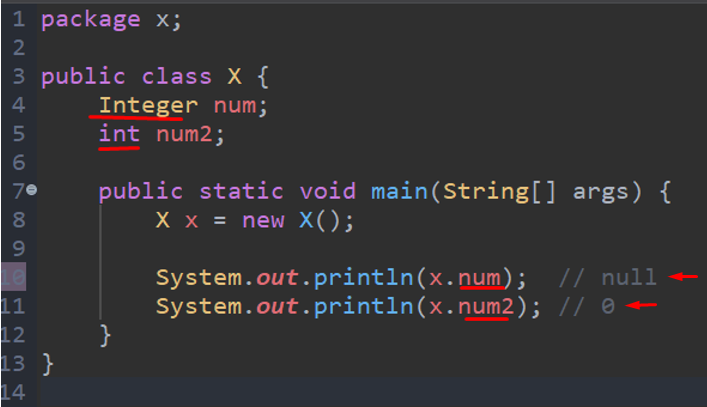 1 package x;
2
3 public class X {
4     Integer num;
5     int num2;
6
7     public static void main(String[] args) {
8         X x = new X();
9
10         System.out.println(x.num);  // null
11         System.out.println(x.num2); // 0
12     }
13 }
14